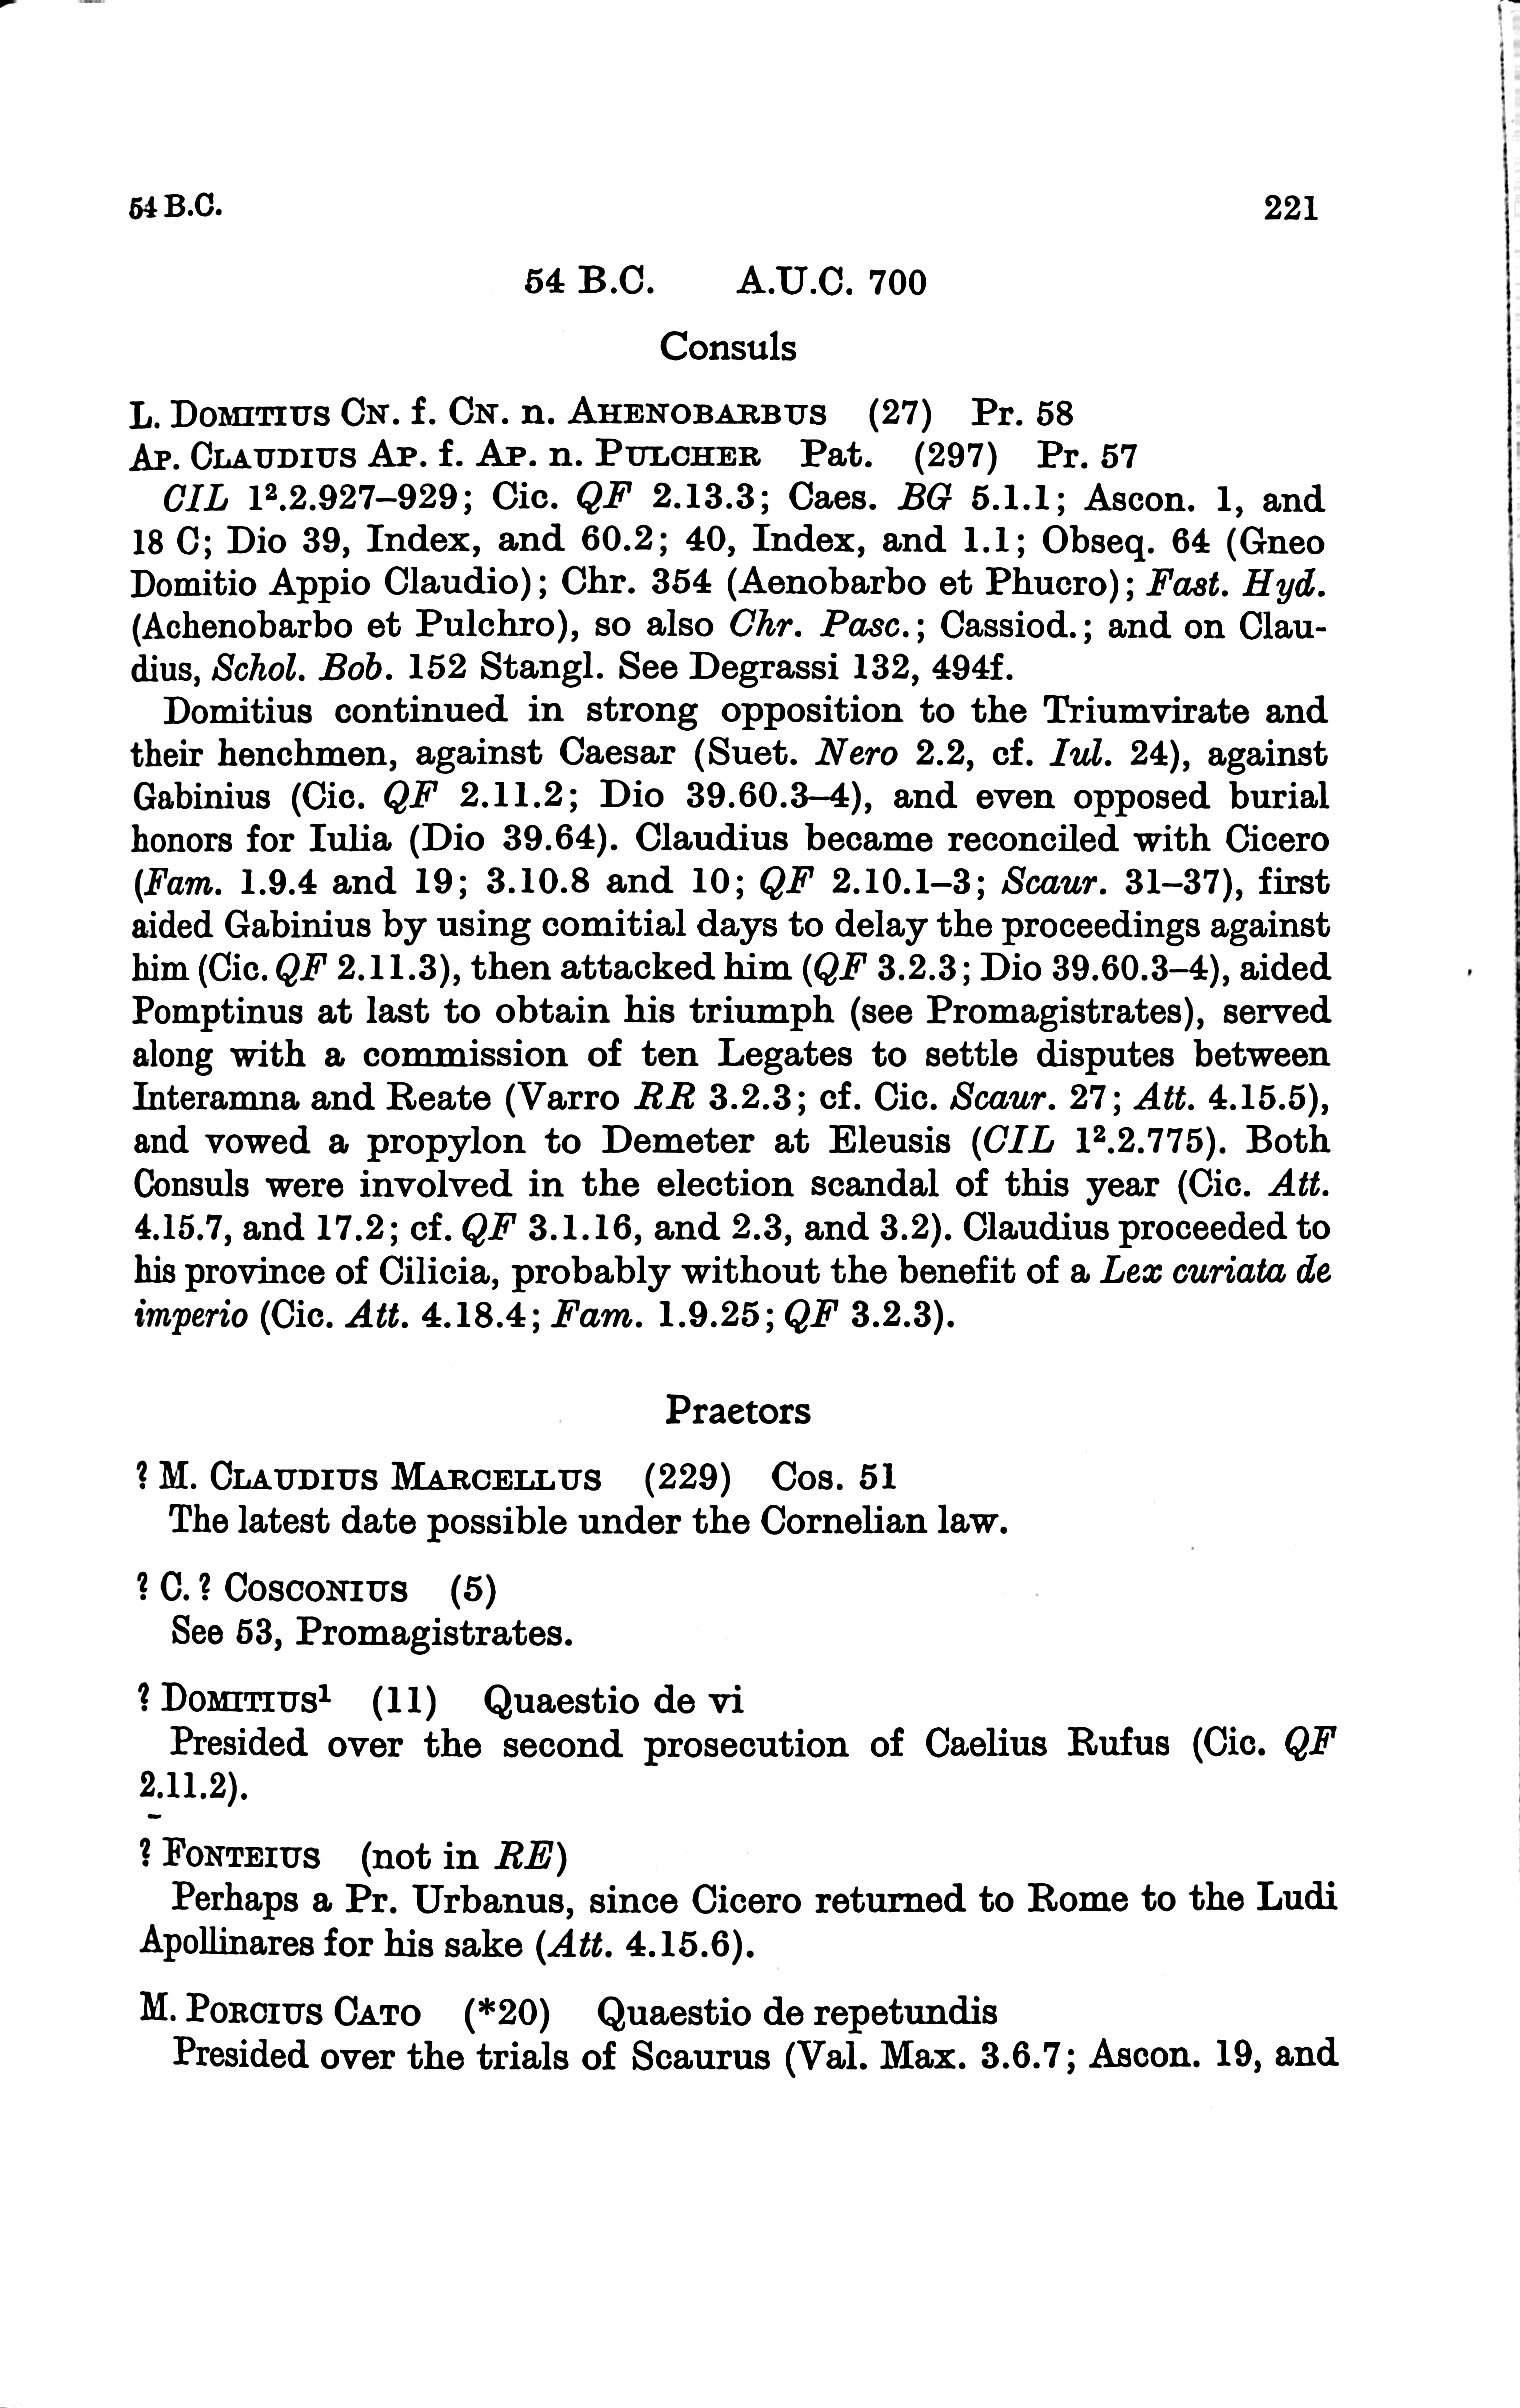 54 B.C. 221
54 B.C. A.U.C. 700
Consuls
L. Domitius Cn. f. Cn. n. Ahenobarbus (27) Pr. 58
Ap. Claudius Ap. f. Ap. n. Pulcher Pat. (297) Pr. 57
CIL 1².2.927–929; Cic. QF 2.13.3; Caes. BG 5.1.1; Ascon. 1, and
18 C; Dio 39, Index, and 60.2; 40, Index, and 1.1; Obseq. 64 (Gneo
Domitio Appio Claudio); Chr. 354 (Aenobarbo et Phucro); Fast. Hyd.
(Achenobarbo et Pulchro), so also Chr. Pasc.; Cassiod.; and on Clau-
dius, Schol. Bob. 152 Stangl. See Degrassi 132, 494f.
Domitius continued in strong opposition to the Triumvirate and
their henchmen, against Caesar (Suet. Nero 2.2, cf. Iul. 24), against
Gabinius (Cic. QF 2.11.2; Dio 39.60.3–4), and even opposed burial
honors for Iulia (Dio 39.64). Claudius became reconciled with Cicero
(Fam. 1.9.4 and 19; 3.10.8 and 10; QF 2.10.1–3; Scaur. 31–37), first
aided Gabinius by using comitial days to delay the proceedings against
him (Cic. QF 2.11.3), then attacked him (QF 3.2.3; Dio 39.60.3–4), aided
Pomptinus at last to obtain his triumph (see Promagistrates), served
along with a commission of ten Legates to settle disputes between
Interamna and Reate (Varro RR 3.2.3; cf. Cic. Scaur. 27; Att. 4.15.5),
and vowed a propylon to Demeter at Eleusis (CIL 1².2.775). Both
Consuls were involved in the election scandal of this year (Cic. Att.
4.15.7, and 17.2; cf. QF 3.1.16, and 2.3, and 3.2). Claudius proceeded to
his province of Cilicia, probably without the benefit of a Lex curiata de
imperio (Cic. Att. 4.18.4; Fam. 1.9.25; QF 3.2.3).
Praetors
? M. Claudius Marcellus (229) Cos. 51
The latest date possible under the Cornelian law.
? C. ? Cosconius (5)
See 53, Promagistrates.
? Domitius¹ (11) Quaestio de vi
Presided over the second prosecution of Caelius Rufus (Cic. QF
2.11.2).
? Fonteius (not in RE)
Perhaps a Pr. Urbanus, since Cicero returned to Rome to the Ludi
Apollinares for his sake (Att. 4.15.6).
M. Porcius Cato (*20) Quaestio de repetundis
Presided over the trials of Scaurus (Val. Max. 3.6.7; Ascon. 19, and